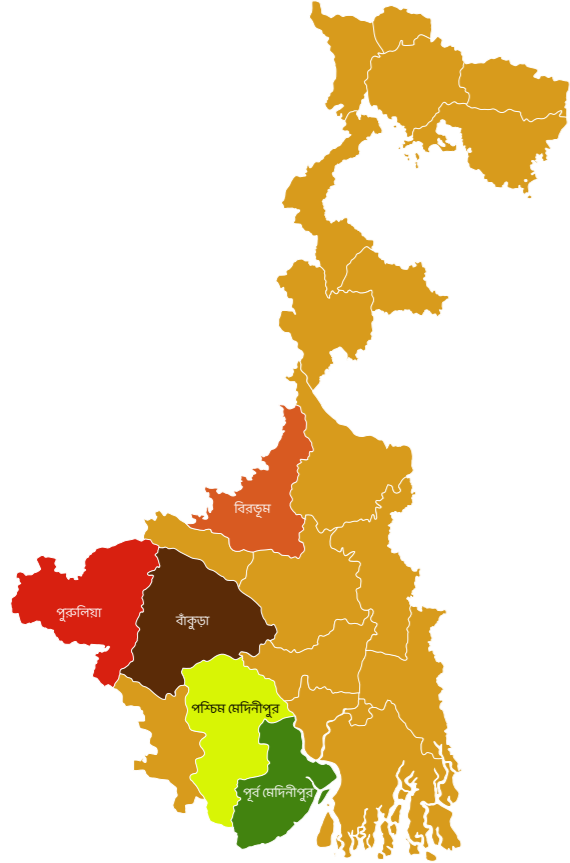 বিরভূম
পুরুলিয়া
বাঁকুড়া
পশ্চিম মেদিনীপুর
পূর্ব মেদিনীপুর